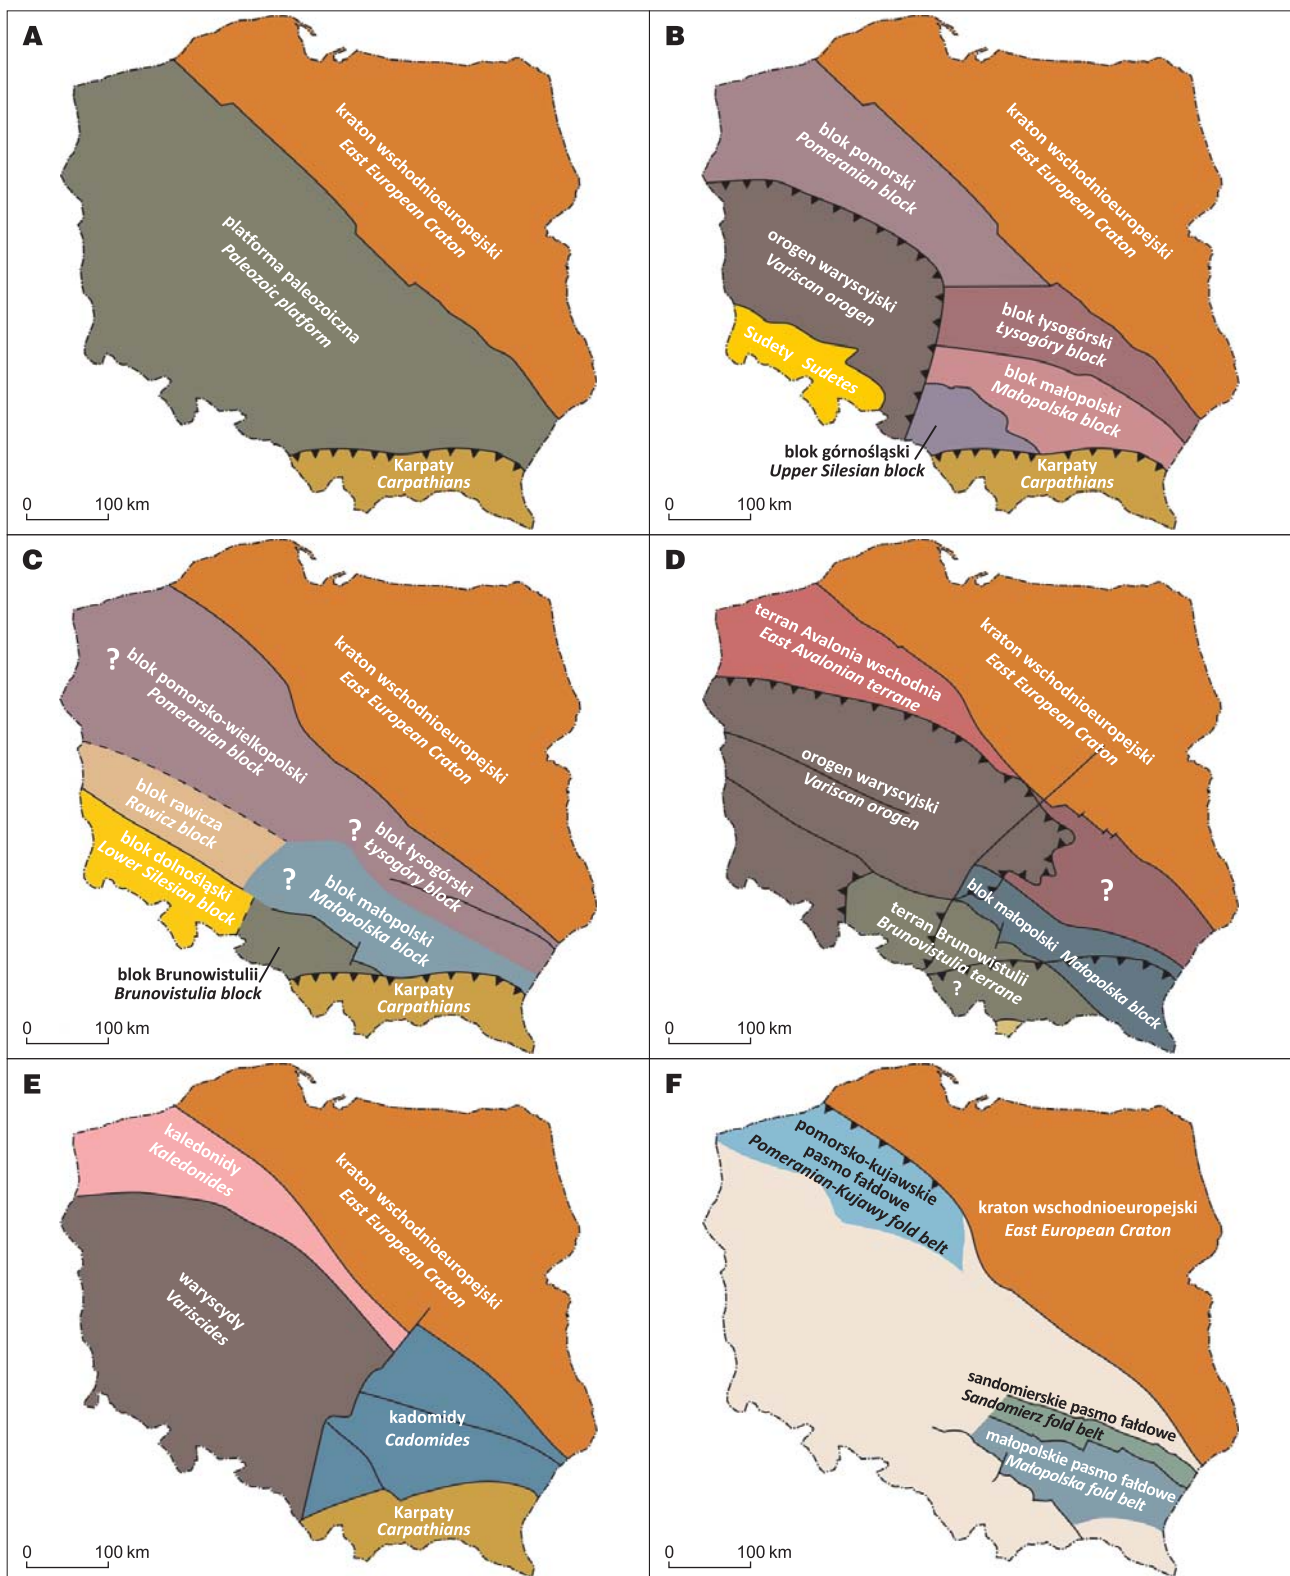 A
kraton wschodnioeuropejski
East European Craton
platforma paleozoiczna
Paleozoic platform
Karpaty
Carpathians
0 100 km
B
blok pomorski
Pomeranian block
kraton wschodnioeuropejski
East European Craton
orogen waryscyjski
Variscan orogen
blok łysogórski
Łysogóry block
Sudety Sudetes
blok małopolski
Małopolska block
blok górnośląski
Upper Silesian block
Karpaty
Carpathians
0 100 km
C
kraton wschodnioeuropejski
East European Craton
?
blok pomorsko-wielkopolski
Pomeranian block
blok rawicza
Rawicz block
?
blok łysogórski
Łysogóry block
blok dolnośląski
Lower Silesian block
?
blok małopolski
Małopolska block
blok Brunowistulii
Brunovistulia block
Karpaty
Carpathians
0 100 km
D
terran Avalonia wschodnia
East Avalonian terrane
kraton wschodnioeuropejski
East European Craton
orogen waryscyjski
Variscan orogen
?
blok małopolski Małopolska block
terran Brunowistulii
Brunovistulia terrane
?
0 100 km
E
kaledonidy
Kaledonides
kraton wschodnioeuropejski
East European Craton
waryscydy
Variscides
kadomidy
Cadomides
Karpaty
Carpathians
0 100 km
F
pomorsko-kujawskie
pasmo fałdowe
Pomeranian-Kujawy fold belt
kraton wschodnioeuropejski
East European Craton
sandomierskie pasmo fałdowe
Sandomierz fold belt
małopolskie pasmo fałdowe
Małopolska fold belt
0 100 km